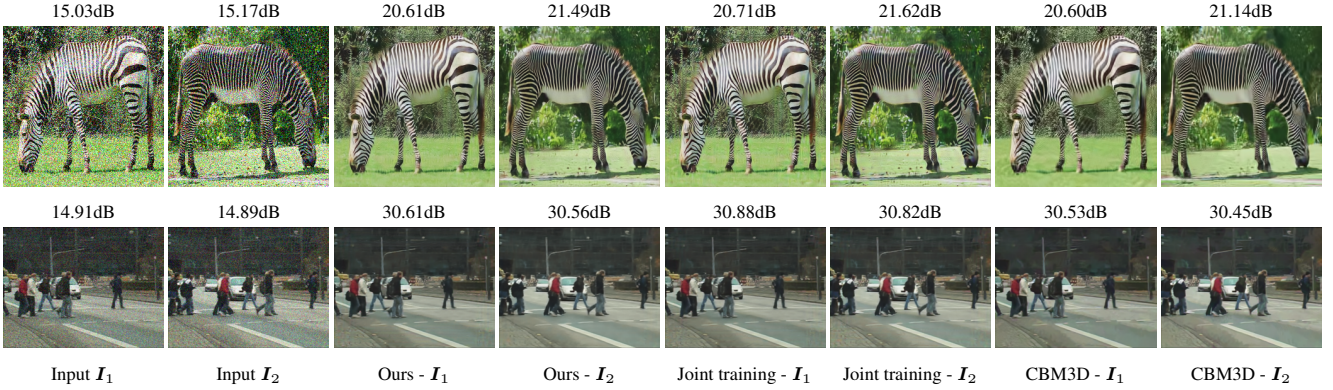 15.03dB 15.17dB 20.61dB 21.49dB 20.71dB 21.62dB 20.60dB 21.14dB
14.91dB 14.89dB 30.61dB 30.56dB 30.88dB 30.82dB 30.53dB 30.45dB
Input I₁ Input I₂ Ours - I₁ Ours - I₂ Joint training - I₁ Joint training - I₂ CBM3D - I₁ CBM3D - I₂